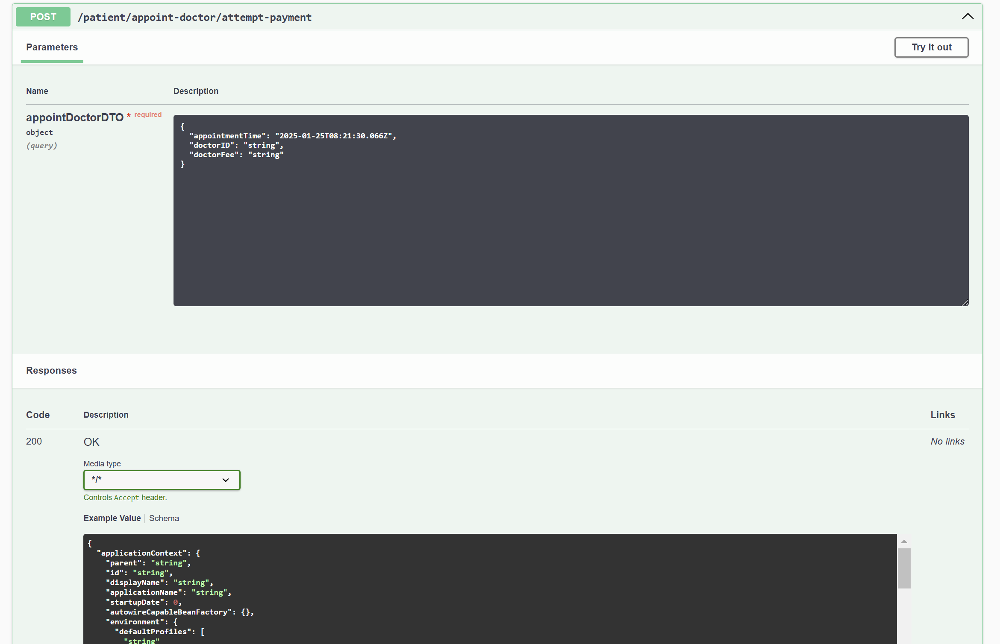 POST /patient/appoint-doctor/attempt-payment
Parameters
Try it out
Name Description
appointDoctorDTO * required
object
(query)
{
  "appointmentTime": "2025-01-25T08:21:30.066Z",
  "doctorID": "string",
  "doctorFee": "string"
}
Responses
Code Description Links
200 OK No links
Media type
*/*
Controls Accept header.
Example Value Schema
{
  "applicationContext": {
    "parent": "string",
    "id": "string",
    "displayName": "string",
    "applicationName": "string",
    "startupDate": 0,
    "autowireCapableBeanFactory": {},
    "environment": {
      "defaultProfiles": [
        "string"